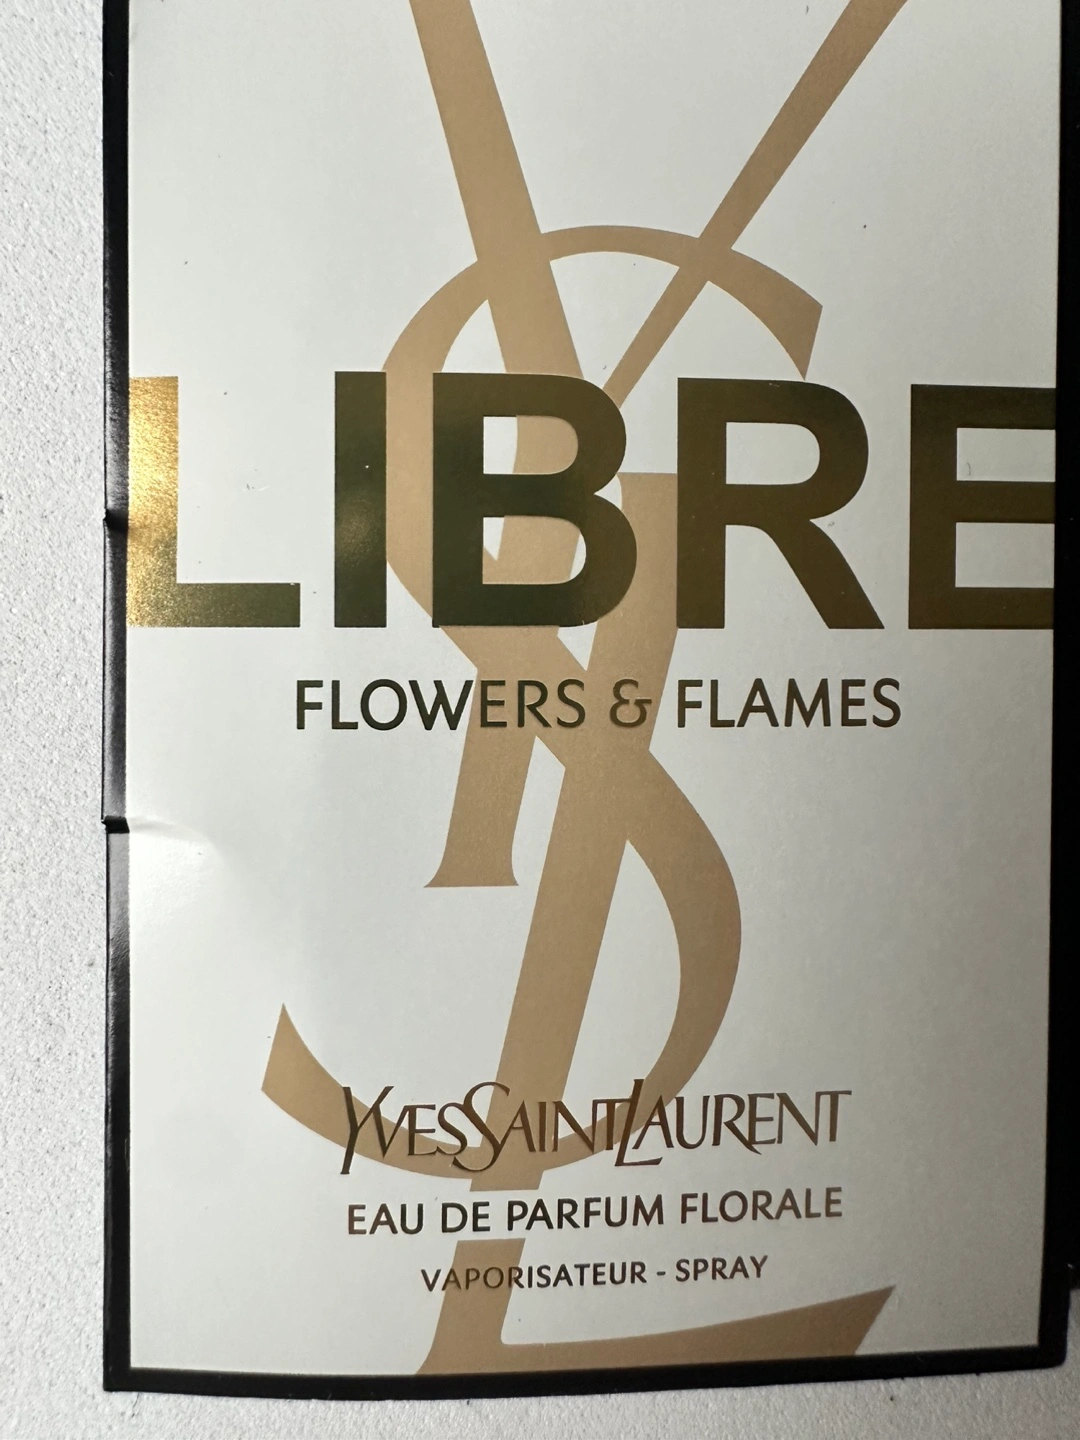 LIBRE
FLOWERS & FLAMES
YVESSAINTLAURENT
EAU DE PARFUM FLORALE
VAPORISATEUR - SPRAY